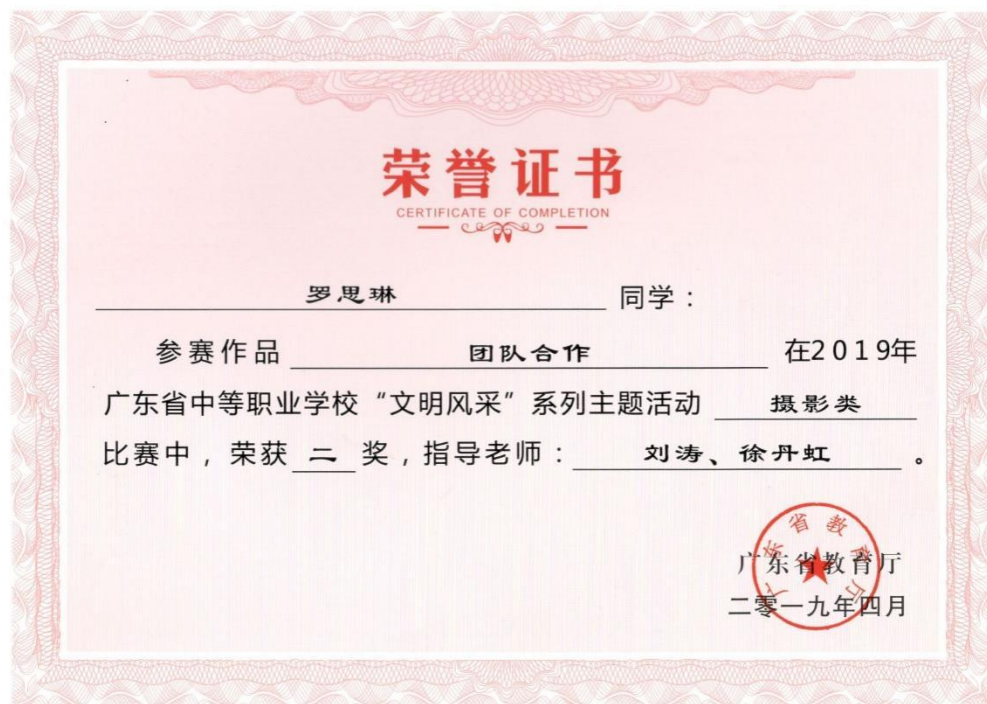 荣誉证书
CERTIFICATE OF COMPLETION
罗思琳 同学：
参赛作品 团队合作 在2019年
广东省中等职业学校“文明风采”系列主题活动 摄影类
比赛中，荣获 二 奖，指导老师： 刘涛、徐丹虹 。
广东省教育厅
广东省教育厅
二零一九年四月